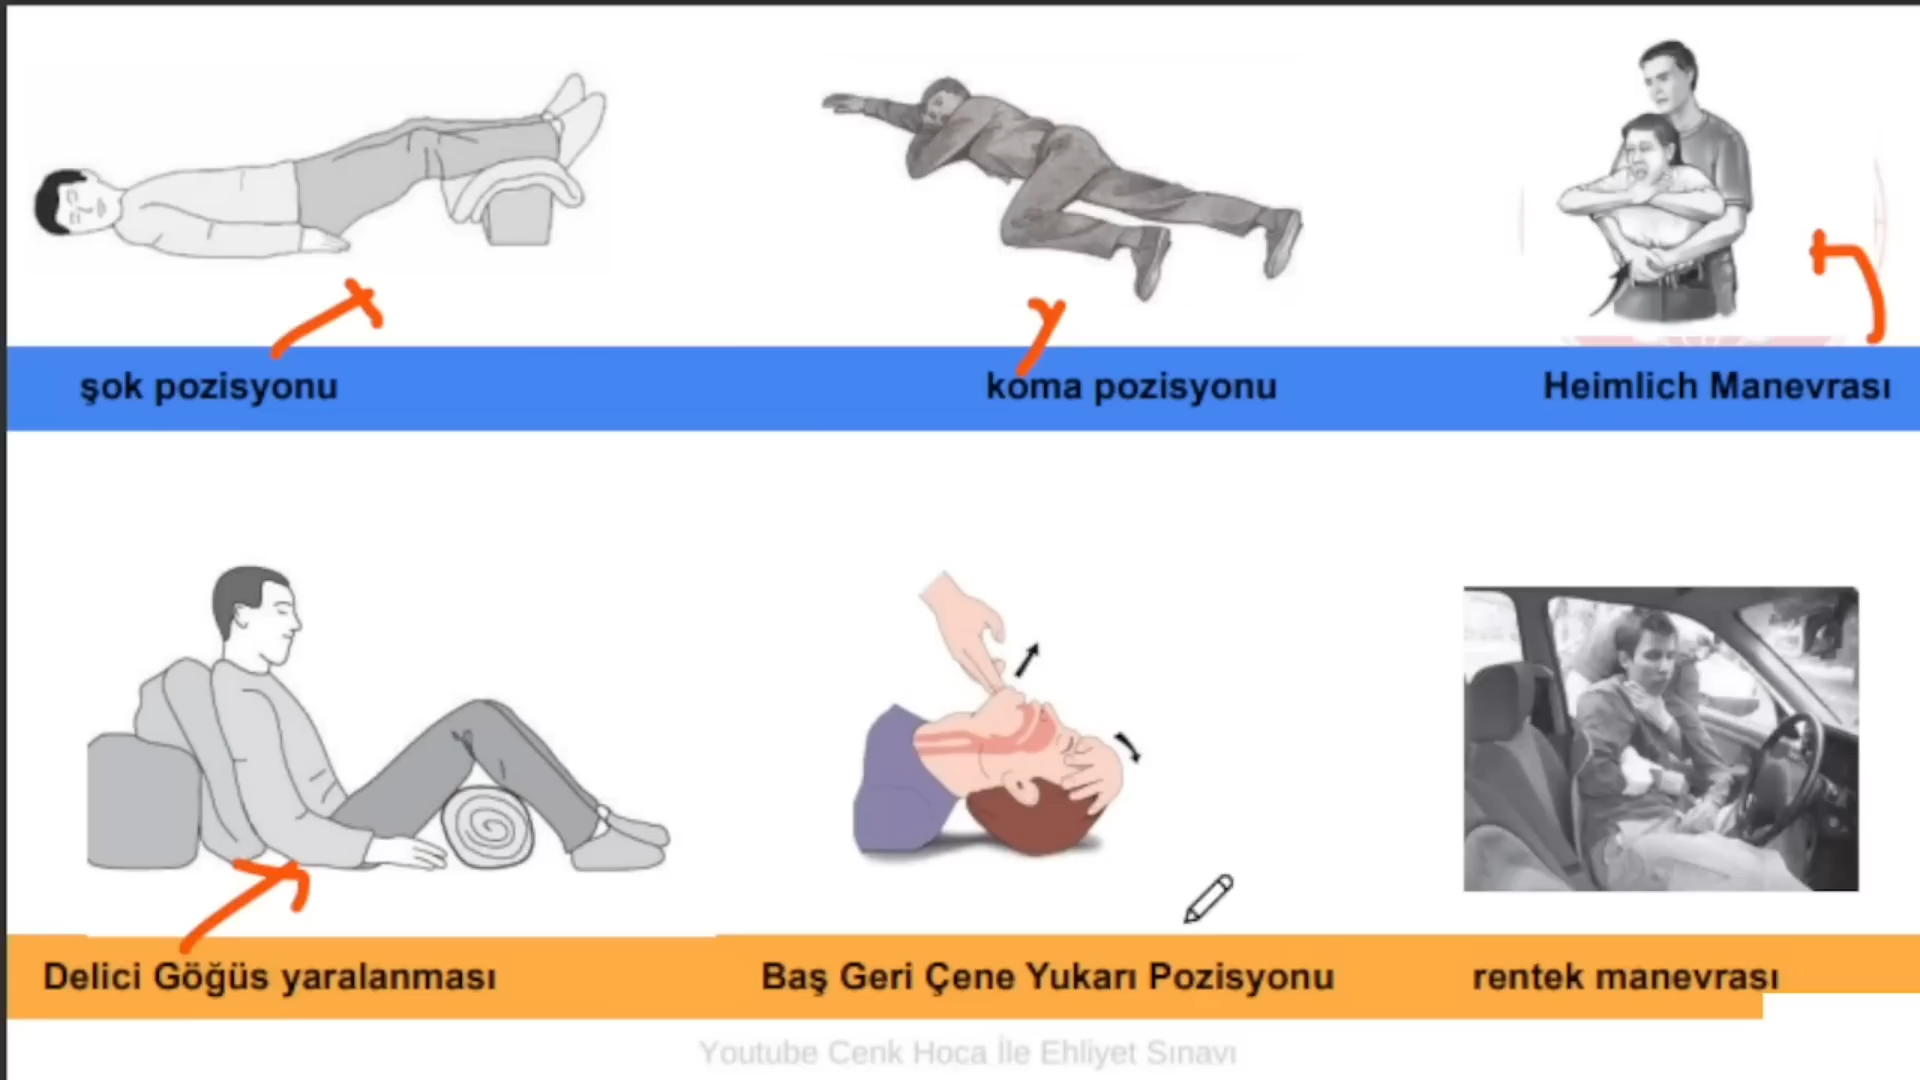 şok pozisyonu
koma pozisyonu
Heimlich Manevrası
Delici Göğüs yaralanması
Baş Geri Çene Yukarı Pozisyonu
rentek manevrası
Youtube Cenk Hoca İle Ehliyet Sınavı